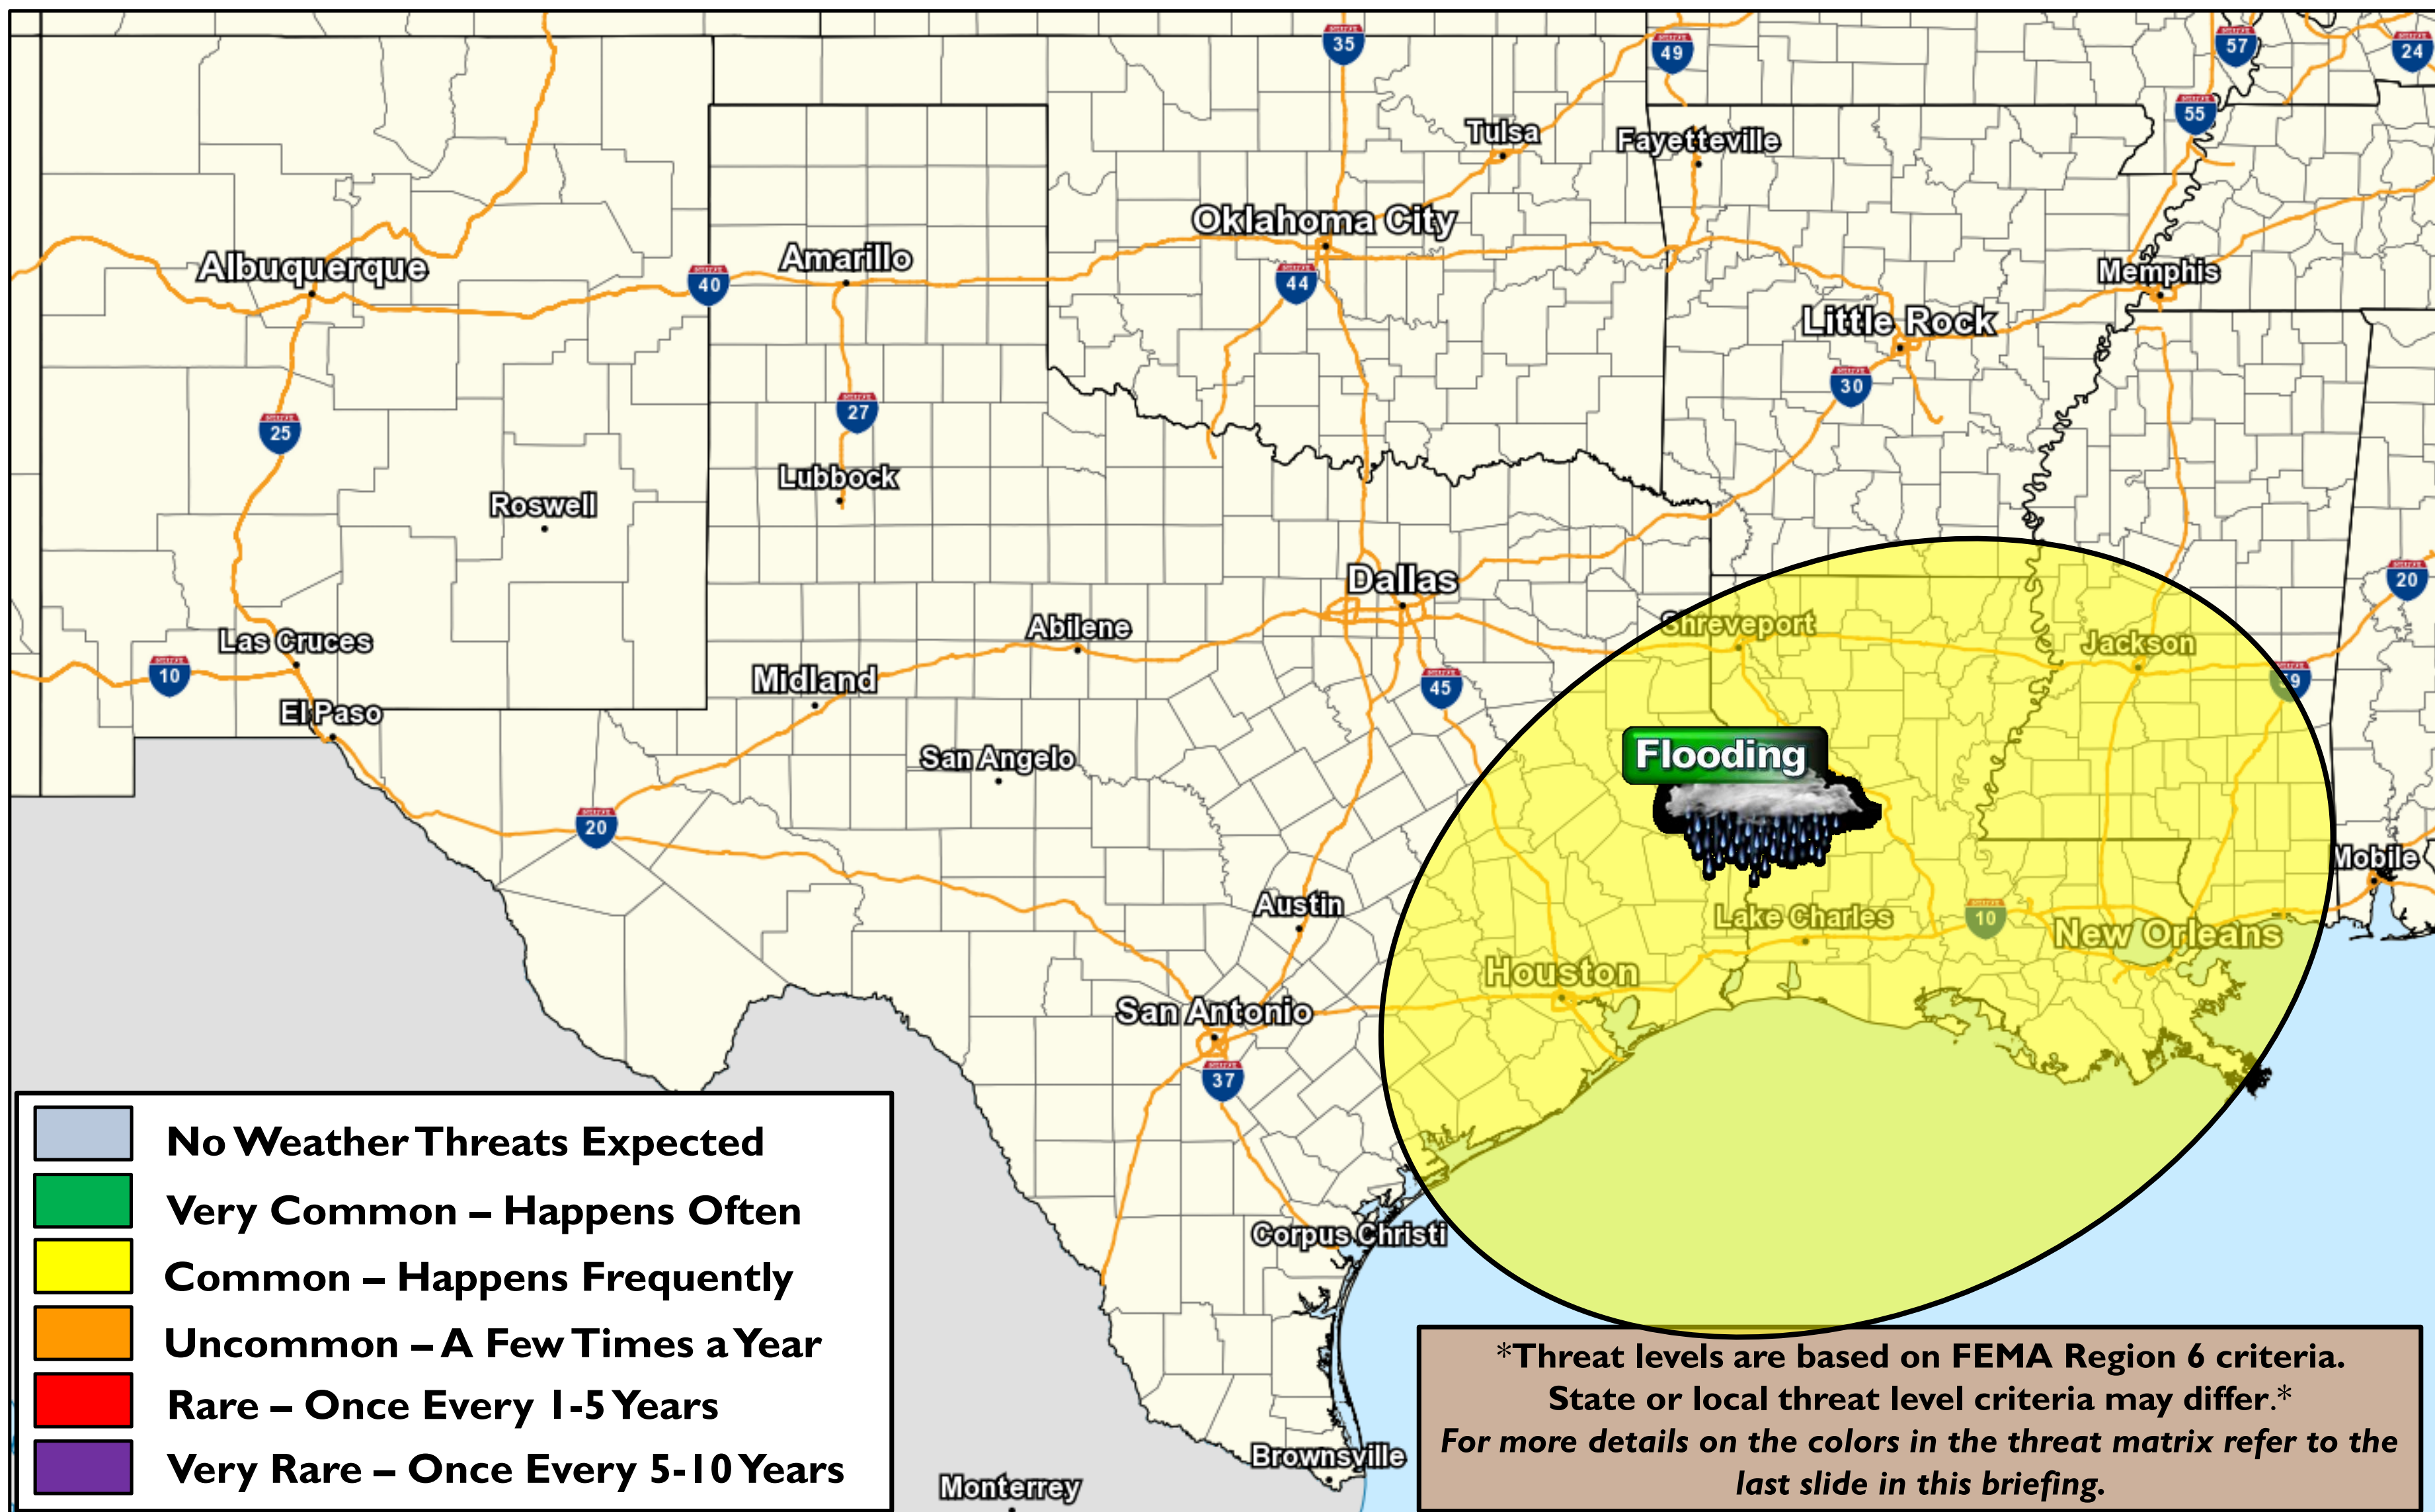 35
49
57
24
55
Tulsa
Fayetteville
Oklahoma City
Albuquerque
Amarillo
40
44
Memphis
Little Rock
30
27
25
Lubbock
Roswell
Dallas
20
Shreveport
Abilene
Jackson
Las Cruces
10
Midland
45
59
El Paso
Flooding
San Angelo
20
Mobile
Austin
Lake Charles
10
New Orleans
Houston
San Antonio
37
Corpus Christi
Brownsville
Monterrey
No Weather Threats Expected
Very Common – Happens Often
Common – Happens Frequently
Uncommon – A Few Times a Year
Rare – Once Every 1-5 Years
Very Rare – Once Every 5-10 Years
*Threat levels are based on FEMA Region 6 criteria.
State or local threat level criteria may differ.*
For more details on the colors in the threat matrix refer to the
last slide in this briefing.